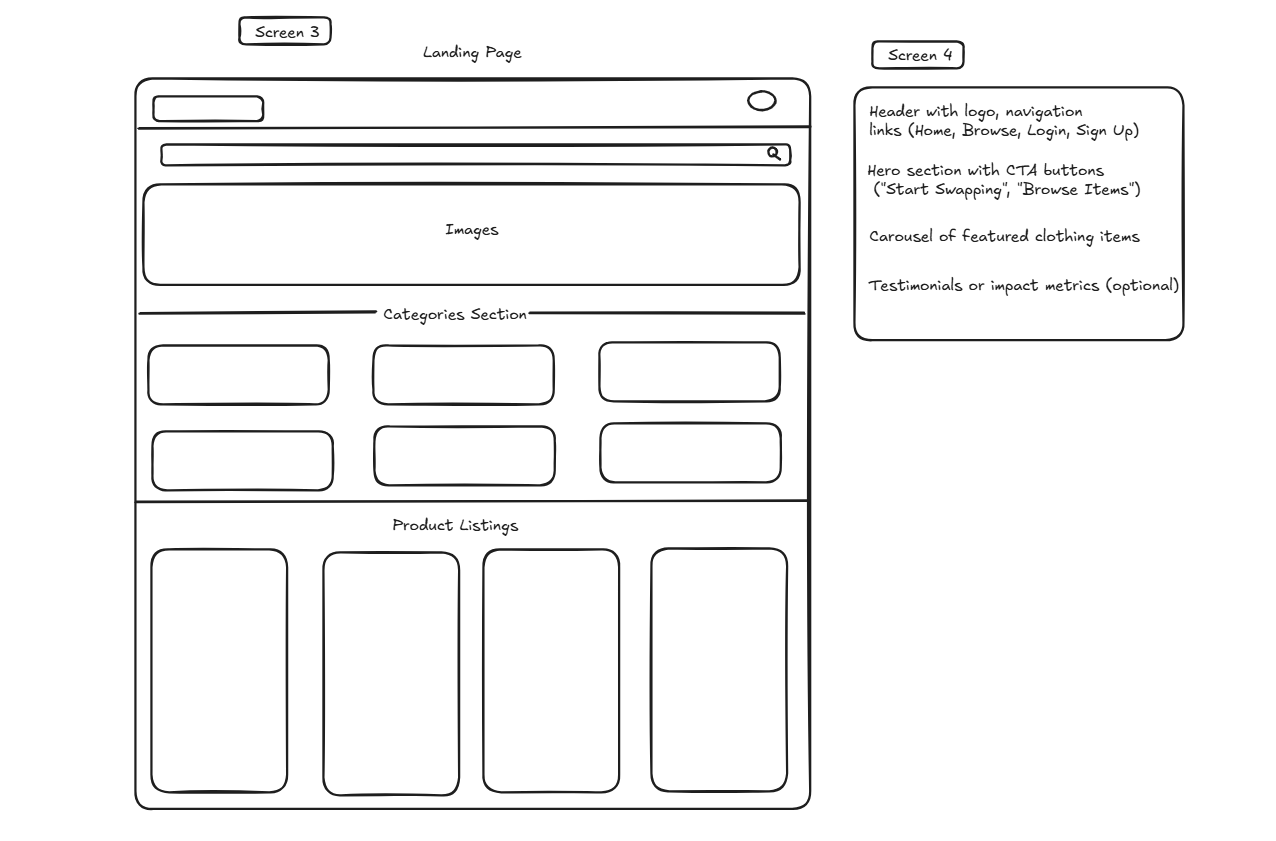 Screen 3
Landing Page
Images
Categories Section
Product Listings
Screen 4
Header with logo, navigation
links (Home, Browse, Login, Sign Up)
Hero section with CTA buttons
("Start Swapping", "Browse Items")
Carousel of featured clothing items
Testimonials or impact metrics (optional)